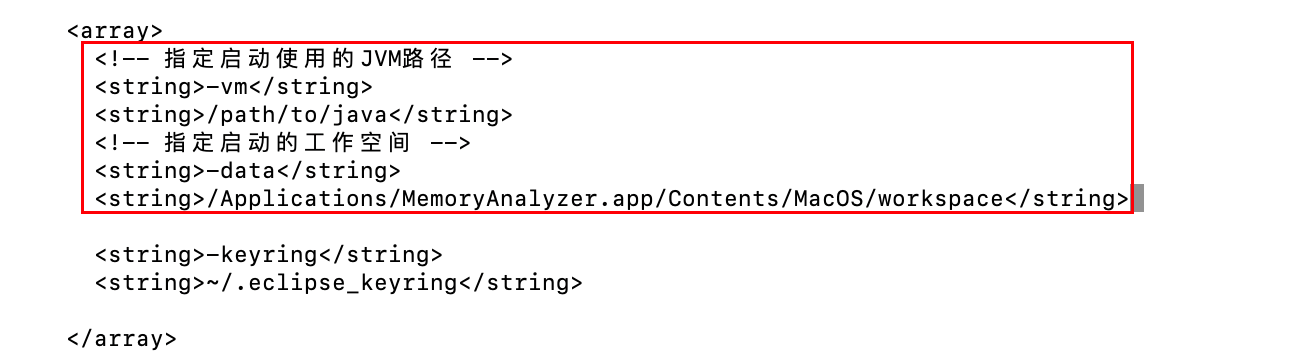 <array>
<!-- 指定启动使用的JVM路径 -->
<string>-vm</string>
<string>/path/to/java</string>
<!-- 指定启动的工作空间 -->
<string>-data</string>
<string>/Applications/MemoryAnalyzer.app/Contents/MacOS/workspace</string>
<string>-keyring</string>
<string>~/.eclipse_keyring</string>
</array>